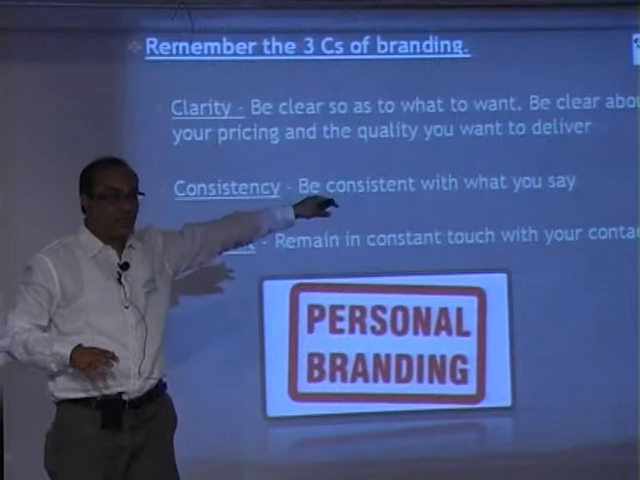 Remember the 3 Cs of branding.
Clarity - Be clear so as to what to want. Be clear
your pricing and the quality you want to deliver
Consistency - Be consistent with what you say
- Remain in constant touch with your
PERSONAL
BRANDING